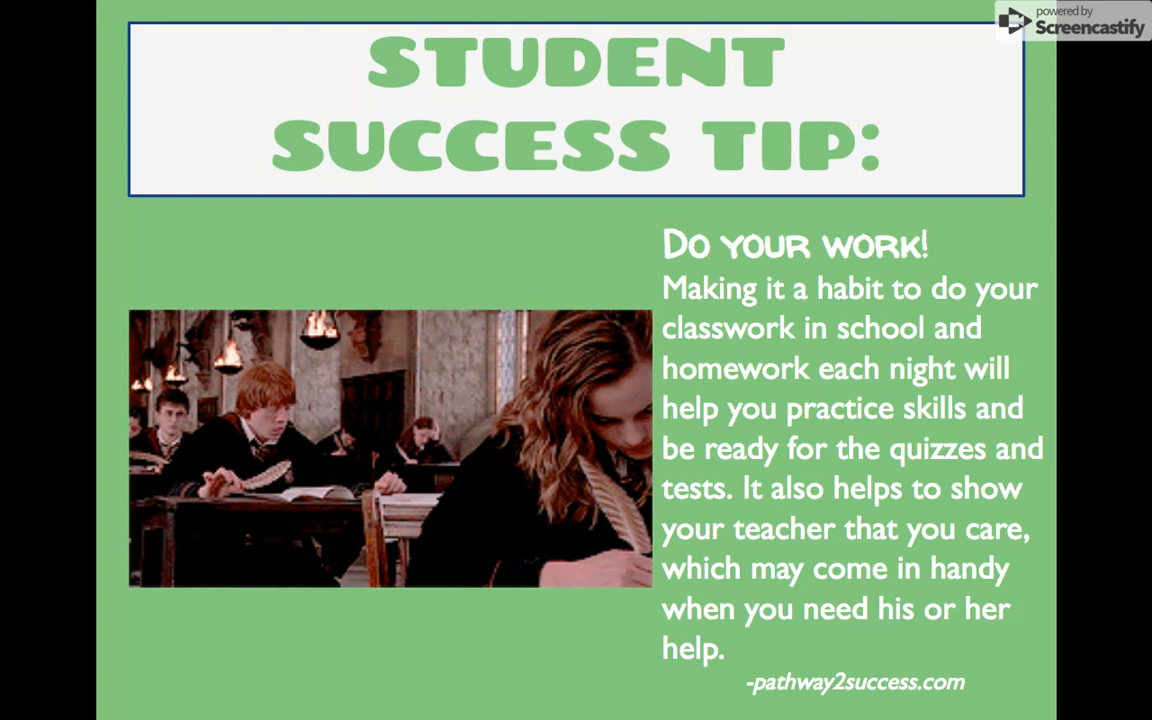 powered by
Screencastify
STUDENT
SUCCESS TIP:
DO YOUR WORK!
Making it a habit to do your
classwork in school and
homework each night will
help you practice skills and
be ready for the quizzes and
tests. It also helps to show
your teacher that you care,
which may come in handy
when you need his or her
help.
-pathway2success.com